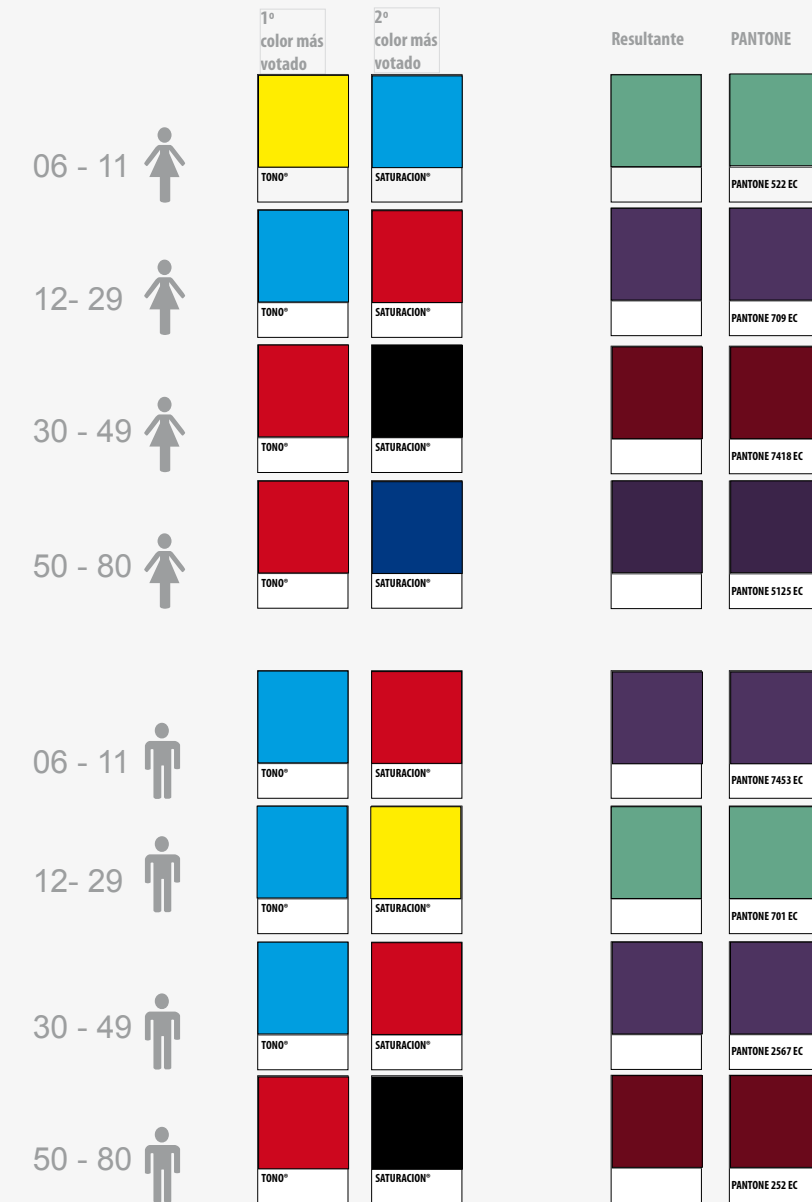 1º
color más
votado
2º
color más
votado
Resultante
PANTONE
06 - 11
TONO®
SATURACION®
PANTONE 522 EC
12- 29
TONO®
SATURACION®
PANTONE 709 EC
30 - 49
TONO®
SATURACION®
PANTONE 7418 EC
50 - 80
TONO®
SATURACION®
PANTONE 5125 EC
06 - 11
TONO®
SATURACION®
PANTONE 7453 EC
12- 29
TONO®
SATURACION®
PANTONE 701 EC
30 - 49
TONO®
SATURACION®
PANTONE 2567 EC
50 - 80
TONO®
SATURACION®
PANTONE 252 EC